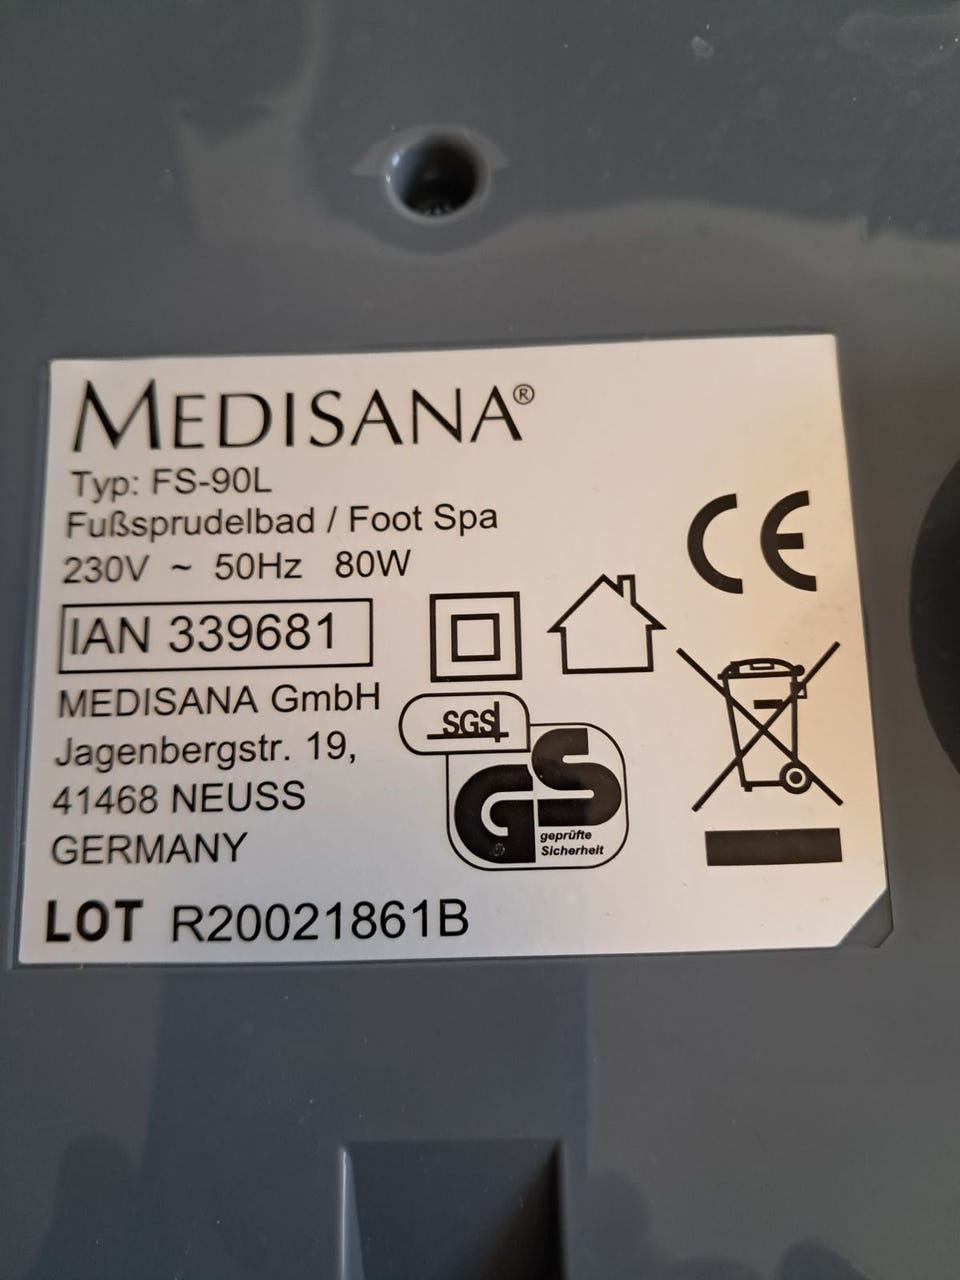 MEDISANA®
Typ: FS-90L
Fußsprudelbad / Foot Spa
230V ~ 50Hz 80W
CE
IAN 339681
MEDISANA GmbH
Jagenbergstr. 19,
41468 NEUSS
GERMANY
SGS
GS
geprüfte
Sicherheit
LOT R20021861B